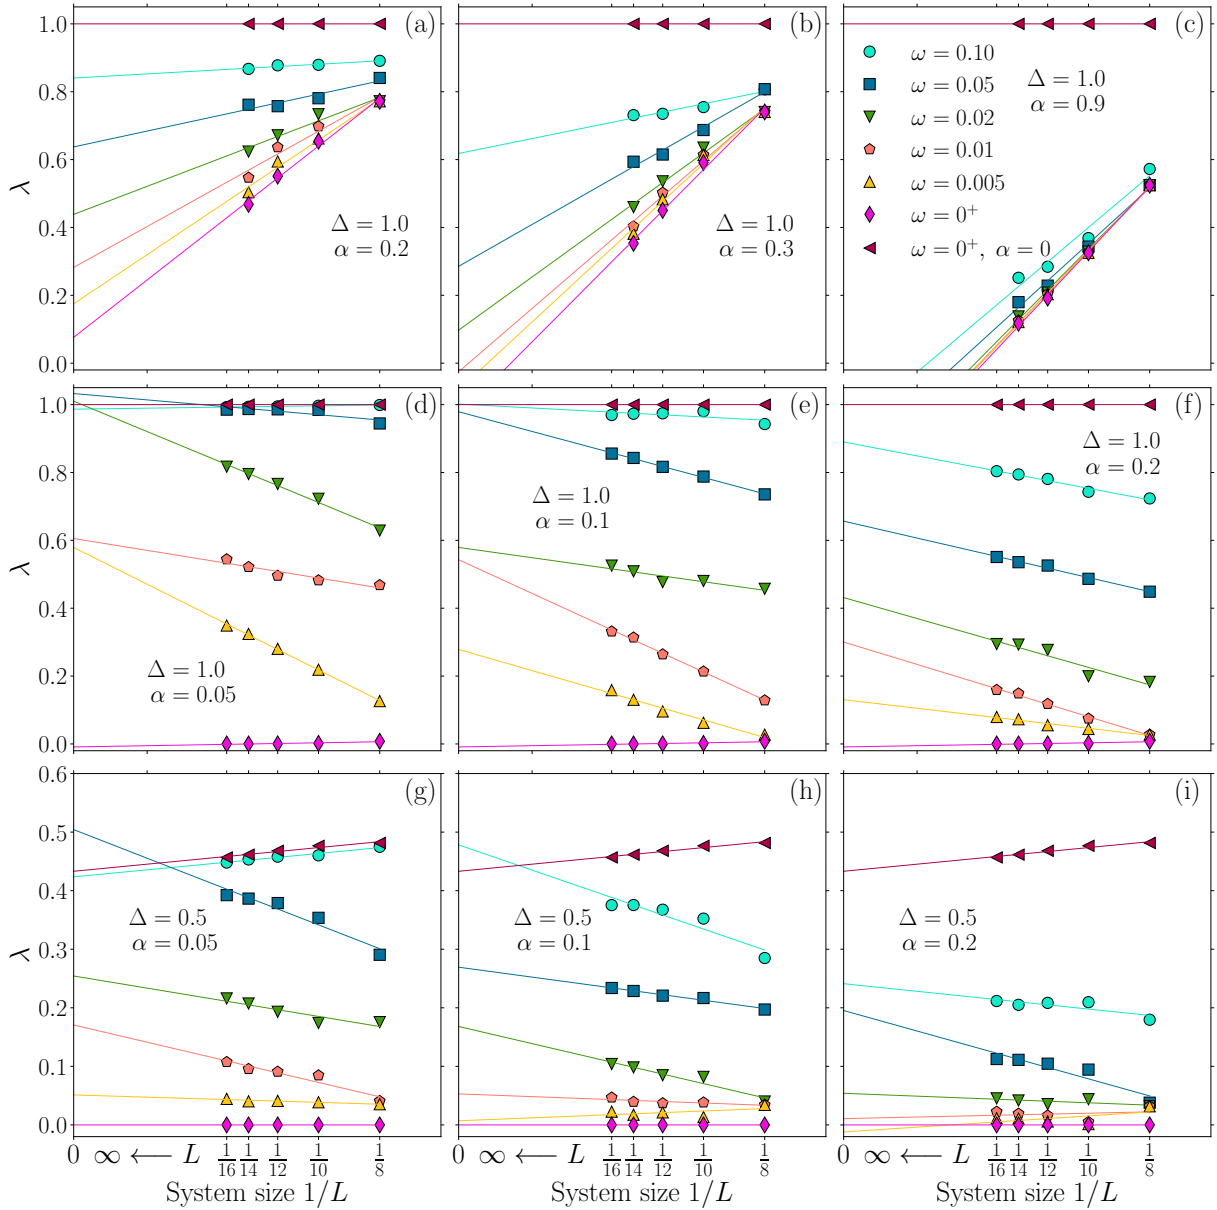 1.0
0.8
0.6
0.4
0.2
0.0
λ
(a)
Δ = 1.0
α = 0.2
(b)
Δ = 1.0
α = 0.3
(c)
ω = 0.10
ω = 0.05
ω = 0.02
ω = 0.01
ω = 0.005
ω = 0⁺
ω = 0⁺, α = 0
Δ = 1.0
α = 0.9
1.0
0.8
0.6
0.4
0.2
0.0
λ
(d)
Δ = 1.0
α = 0.05
(e)
Δ = 1.0
α = 0.1
(f)
Δ = 1.0
α = 0.2
0.6
0.5
0.4
0.3
0.2
0.1
0.0
λ
(g)
Δ = 0.5
α = 0.05
(h)
Δ = 0.5
α = 0.1
(i)
Δ = 0.5
α = 0.2
0 ∞ ⟵ L 1/16 1/14 1/12 1/10 1/8
System size 1/L
0 ∞ ⟵ L 1/16 1/14 1/12 1/10 1/8
System size 1/L
0 ∞ ⟵ L 1/16 1/14 1/12 1/10 1/8
System size 1/L